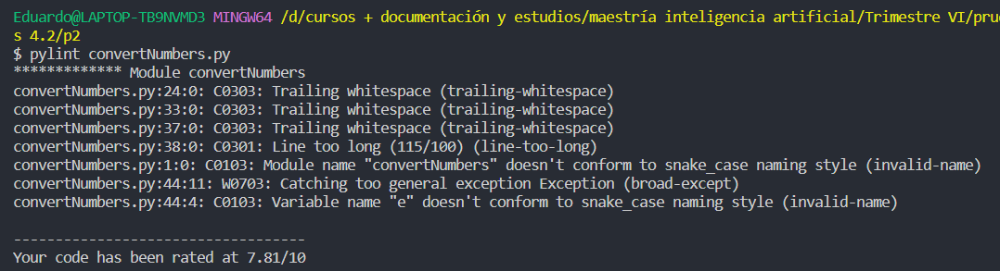 Eduardo@LAPTOP-TB9NVMD3 MINGW64 /d/cursos + documentación y estudios/maestría inteligencia artificial/Trimestre VI/pru
s 4.2/p2
$ pylint convertNumbers.py
************* Module convertNumbers
convertNumbers.py:24:0: C0303: Trailing whitespace (trailing-whitespace)
convertNumbers.py:33:0: C0303: Trailing whitespace (trailing-whitespace)
convertNumbers.py:37:0: C0303: Trailing whitespace (trailing-whitespace)
convertNumbers.py:38:0: C0301: Line too long (115/100) (line-too-long)
convertNumbers.py:1:0: C0103: Module name "convertNumbers" doesn't conform to snake_case naming style (invalid-name)
convertNumbers.py:44:11: W0703: Catching too general exception Exception (broad-except)
convertNumbers.py:44:4: C0103: Variable name "e" doesn't conform to snake_case naming style (invalid-name)

-----------------------------------
Your code has been rated at 7.81/10